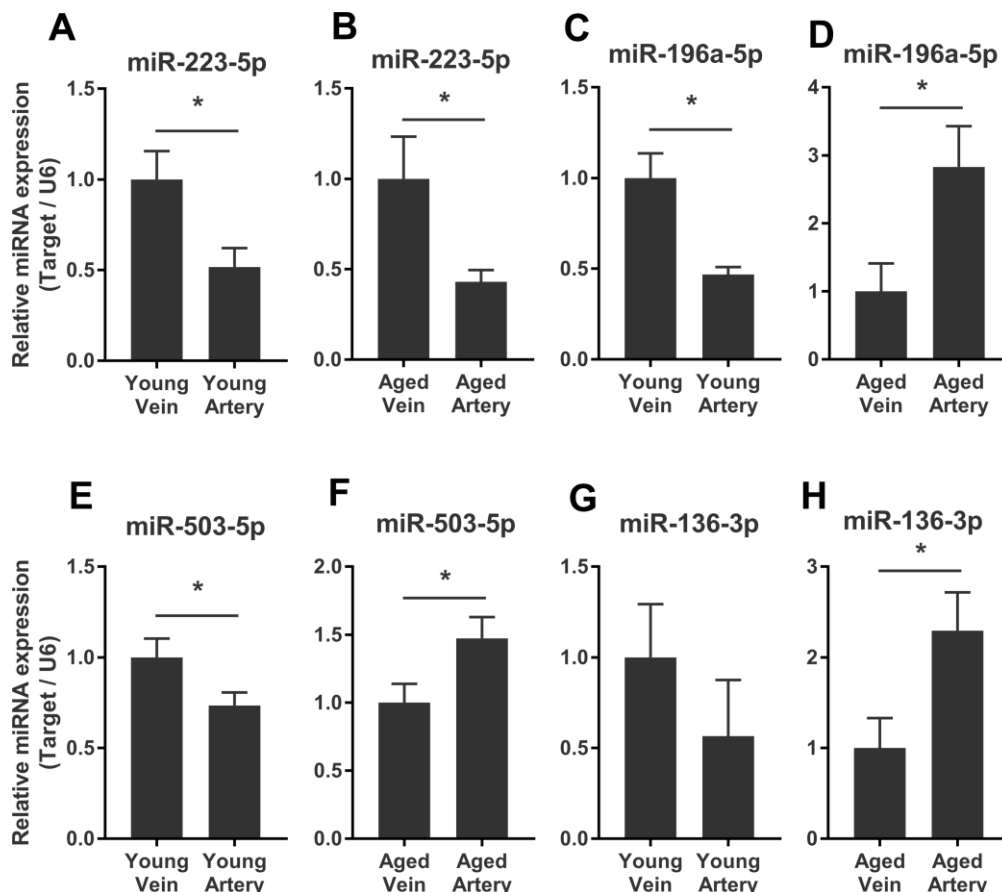 A
miR-223-5p
Relative miRNA expression
(Target / U6)
1.5
1.0
0.5
0.0
*
Young Vein
Young Artery
B
miR-223-5p
1.5
1.0
0.5
0.0
*
Aged Vein
Aged Artery
C
miR-196a-5p
1.5
1.0
0.5
0.0
*
Young Vein
Young Artery
D
miR-196a-5p
4
3
2
1
0
*
Aged Vein
Aged Artery
E
miR-503-5p
Relative miRNA expression
(Target / U6)
1.5
1.0
0.5
0.0
*
Young Vein
Young Artery
F
miR-503-5p
2.0
1.5
1.0
0.5
0.0
*
Aged Vein
Aged Artery
G
miR-136-3p
1.5
1.0
0.5
0.0
Young Vein
Young Artery
H
miR-136-3p
3
2
1
0
*
Aged Vein
Aged Artery